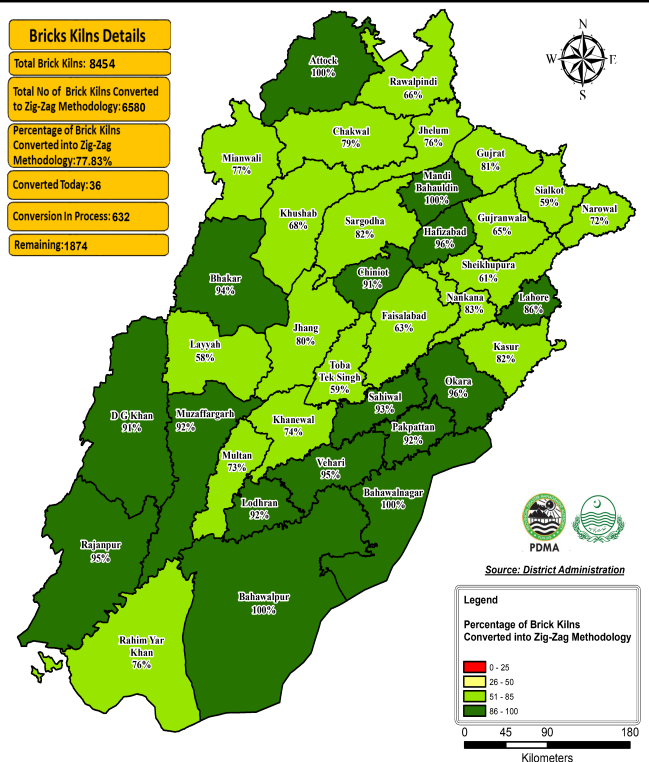 Bricks Kilns Details
Total Brick Kilns: 8454
Total No of Brick Kilns Converted
to Zig-Zag Methodology: 6580
Percentage of Brick Kilns
Converted into Zig-Zag
Methodology:77.83%
Converted Today: 36
Conversion In Process: 632
Remaining:1874
N
W E
S
Attock
100%
Rawalpindi
66%
Chakwal
79%
Jhelum
76%
Mianwali
77%
Gujrat
81%
Mandi
Bahauldin
100%
Sialkot
59%
Narowal
72%
Khushab
68%
Sargodha
82%
Gujranwala
65%
Hafizabad
96%
Sheikhupura
61%
Bhakar
94%
Chiniot
91%
Nankana
83%
Lahore
86%
Faisalabad
63%
Jhang
80%
Layyah
58%
Kasur
82%
Toba
Tek Singh
59%
Okara
96%
Sahiwal
93%
D G Khan
91%
Muzaffargarh
92%
Khanewal
74%
Pakpattan
92%
Multan
73%
Vehari
95%
Bahawalnagar
100%
Lodhran
92%
Rajanpur
95%
Bahawalpur
100%
Rahim Yar
Khan
76%
PDMA
Source: District Administration
Legend
Percentage of Brick Kilns
Converted into Zig-Zag Methodology
0 - 25
26 - 50
51 - 85
86 - 100
0 45 90 180
Kilometers